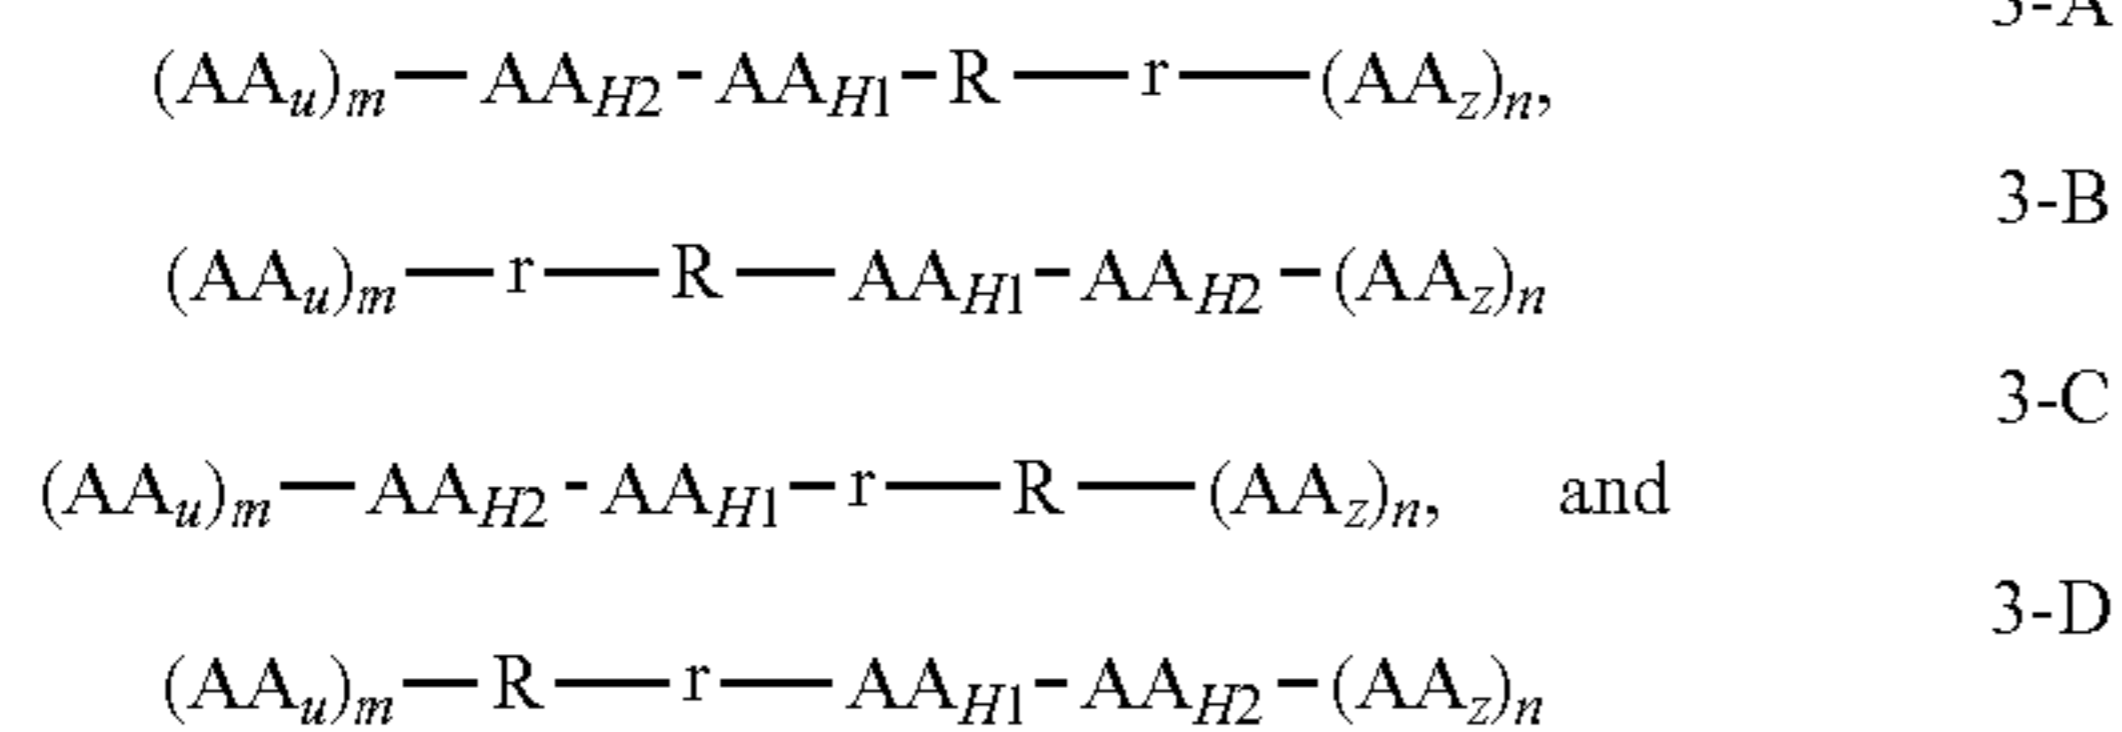 3-A
(AAu)m—AAH2-AAH1-R—r—(AAz)n,
3-B
(AAu)m—r—R—AAH1-AAH2-(AAz)n
3-C
(AAu)m—AAH2-AAH1-r—R—(AAz)n, and
3-D
(AAu)m—R—r—AAH1-AAH2-(AAz)n